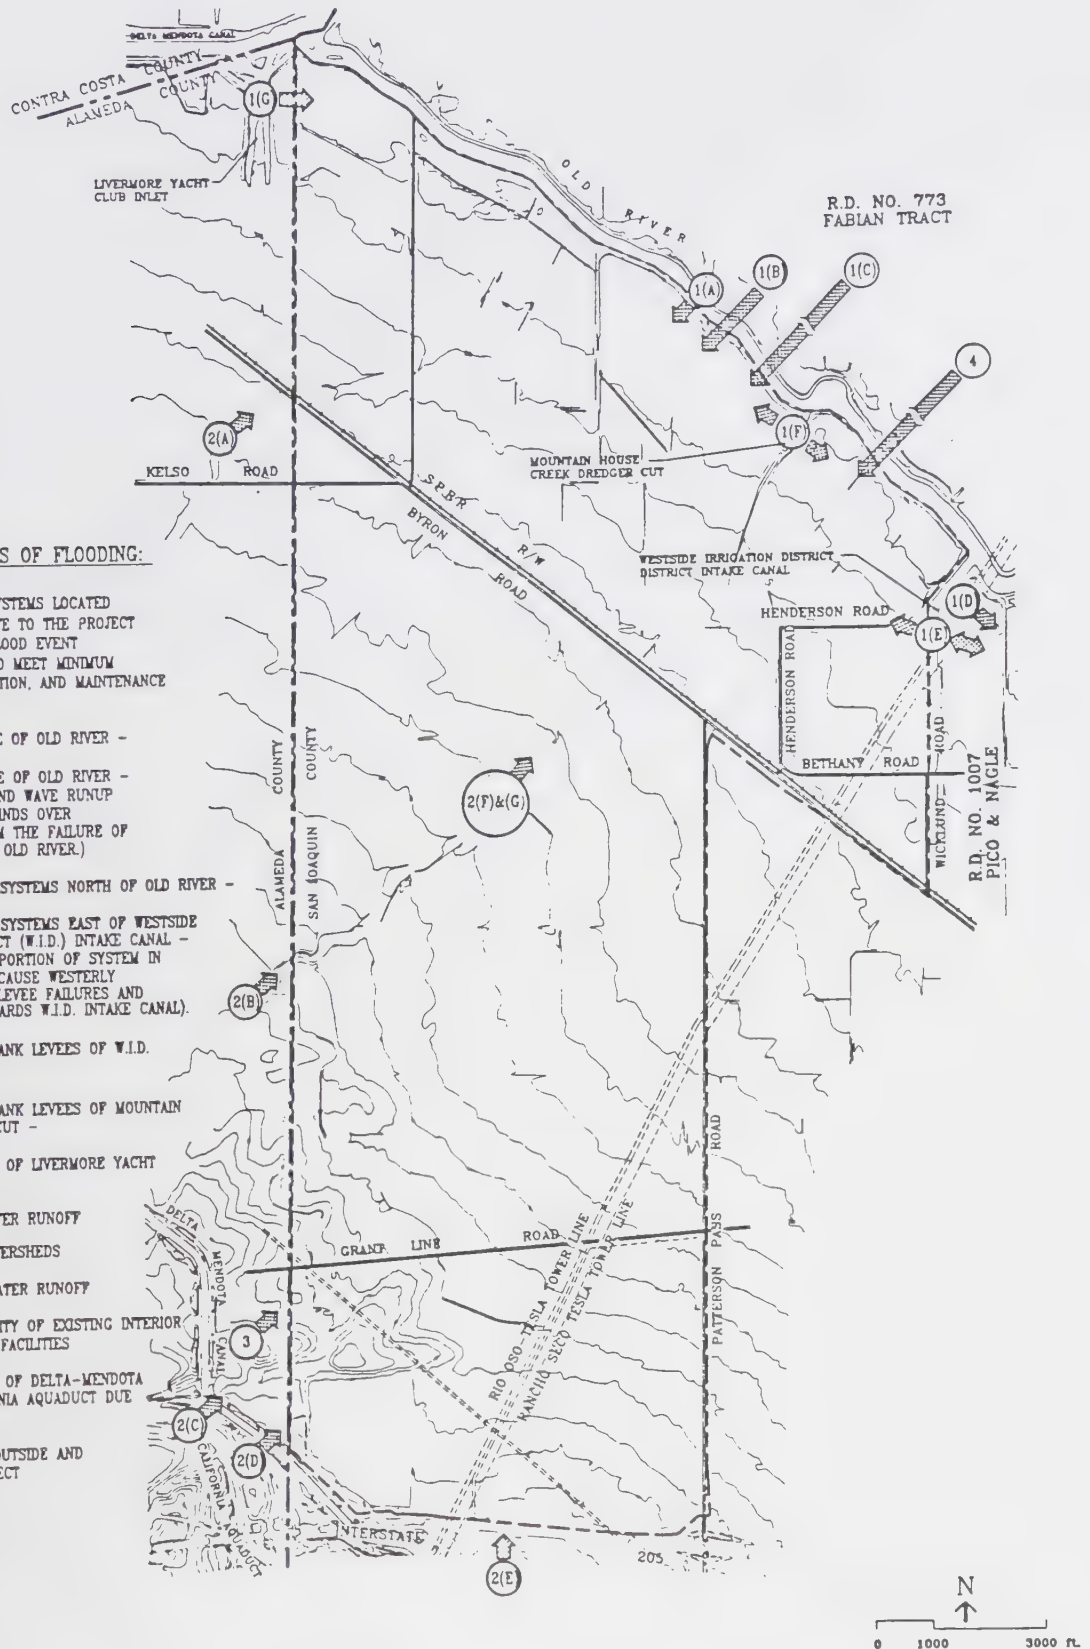 DELTA MENDOTA CANAL
CONTRA COSTA COUNTY
ALAMEDA COUNTY
1(G
LIVERMORE YACHT
CLUB INLET
OLD RIVER
R.D. NO. 773
FABIAN TRACT
1(A)
1(B)
1(C)
4
1(F)
2(A)
KELSO ROAD
MOUNTAIN HOUSE
CREEK DREDGER CUT
S.P.R.R. R/W
BYRON ROAD
WESTSIDE IRRIGATION DISTRICT
DISTRICT INTAKE CANAL
HENDERSON ROAD
1(D)
1(E)
HENDERSON ROAD
BETHANY ROAD
WICKLUND ROAD
R.D. NO. 1007
PICO & NAGLE
S OF FLOODING:
YSTEMS LOCATED
E TO THE PROJECT
LOOD EVENT
O MEET MINIMUM
TION, AND MAINTENANCE
E OF OLD RIVER -
E OF OLD RIVER -
ND WAVE RUNUP
INDS OVER
M THE FAILURE OF
OLD RIVER.)
SYSTEMS NORTH OF OLD RIVER -
SYSTEMS EAST OF WESTSIDE
CT (W.I.D.) INTAKE CANAL -
PORTION OF SYSTEM IN
CAUSE WESTERLY
LEVEE FAILURES AND
ARDS W.I.D. INTAKE CANAL).
ANK LEVEES OF W.I.D.
ANK LEVEES OF MOUNTAIN
CUT -
OF LIVERMORE YACHT
TER RUNOFF
TERSHEDS
ATER RUNOFF
ITY OF EXISTING INTERIOR
FACILITIES
OF DELTA-MENDOTA
NIA AQUADUCT DUE
OUTSIDE AND
ECT
ALAMEDA COUNTY
SAN JOAQUIN COUNTY
2(F)&(G)
2(B)
DELTA MENDOTA CANAL
GRANT LINE ROAD
3
RIO OSO-TESLA TOWER LINE
RANCHO SECO TESLA TOWER LINE
PATTERSON PASS ROAD
2(C)
2(D)
CALIFORNIA AQUADUCT
INTERSTATE 205
2(E)
N
0 1000 3000 ft.